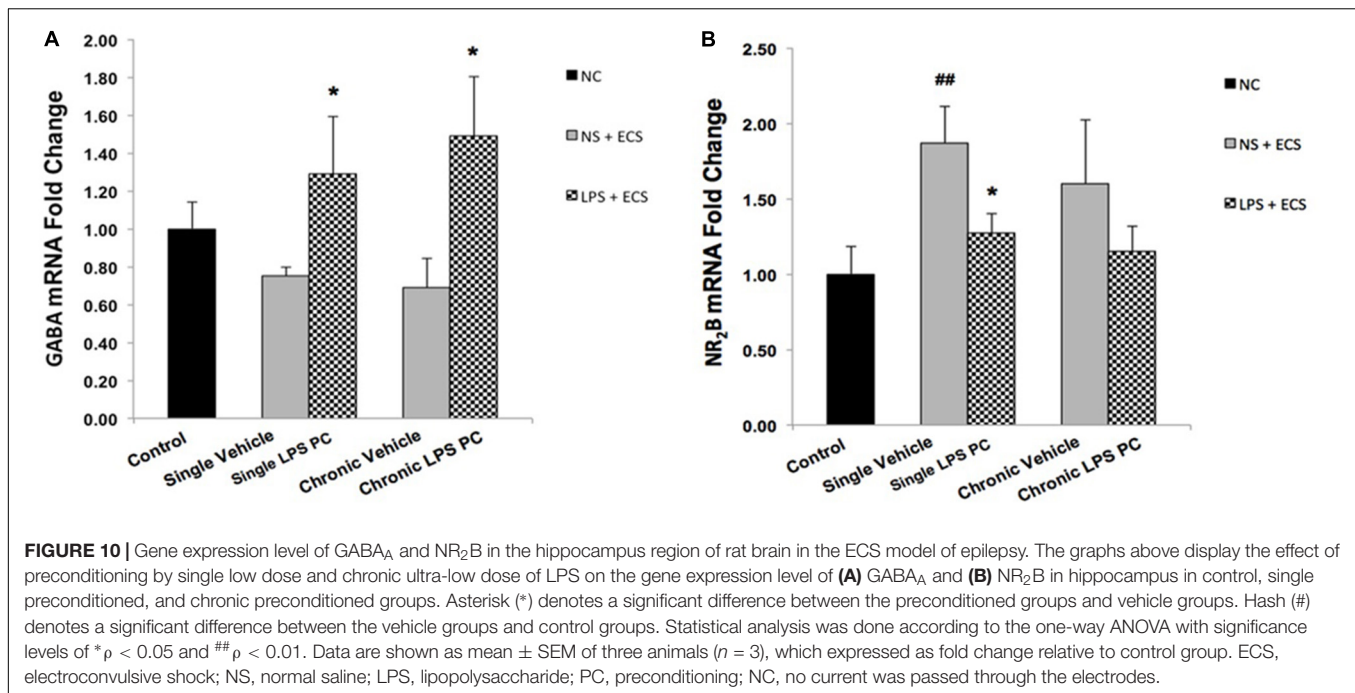 A
GABA mRNA Fold Change
2.00
1.80
1.60
1.40
1.20
1.00
0.80
0.60
0.40
0.20
0.00
*
*
Control
Single Vehicle
Single LPS PC
Chronic Vehicle
Chronic LPS PC
NC
NS + ECS
LPS + ECS
B
NR₂B mRNA Fold Change
2.50
2.00
1.50
1.00
0.50
0.00
##
*
Control
Single Vehicle
Single LPS PC
Chronic Vehicle
Chronic LPS PC
NC
NS + ECS
LPS + ECS
FIGURE 10 | Gene expression level of GABA_A and NR₂B in the hippocampus region of rat brain in the ECS model of epilepsy. The graphs above display the effect of
preconditioning by single low dose and chronic ultra-low dose of LPS on the gene expression level of (A) GABA_A and (B) NR₂B in hippocampus in control, single
preconditioned, and chronic preconditioned groups. Asterisk (*) denotes a significant difference between the preconditioned groups and vehicle groups. Hash (#)
denotes a significant difference between the vehicle groups and control groups. Statistical analysis was done according to the one-way ANOVA with significance
levels of *ρ < 0.05 and ##ρ < 0.01. Data are shown as mean ± SEM of three animals (n = 3), which expressed as fold change relative to control group. ECS,
electroconvulsive shock; NS, normal saline; LPS, lipopolysaccharide; PC, preconditioning; NC, no current was passed through the electrodes.